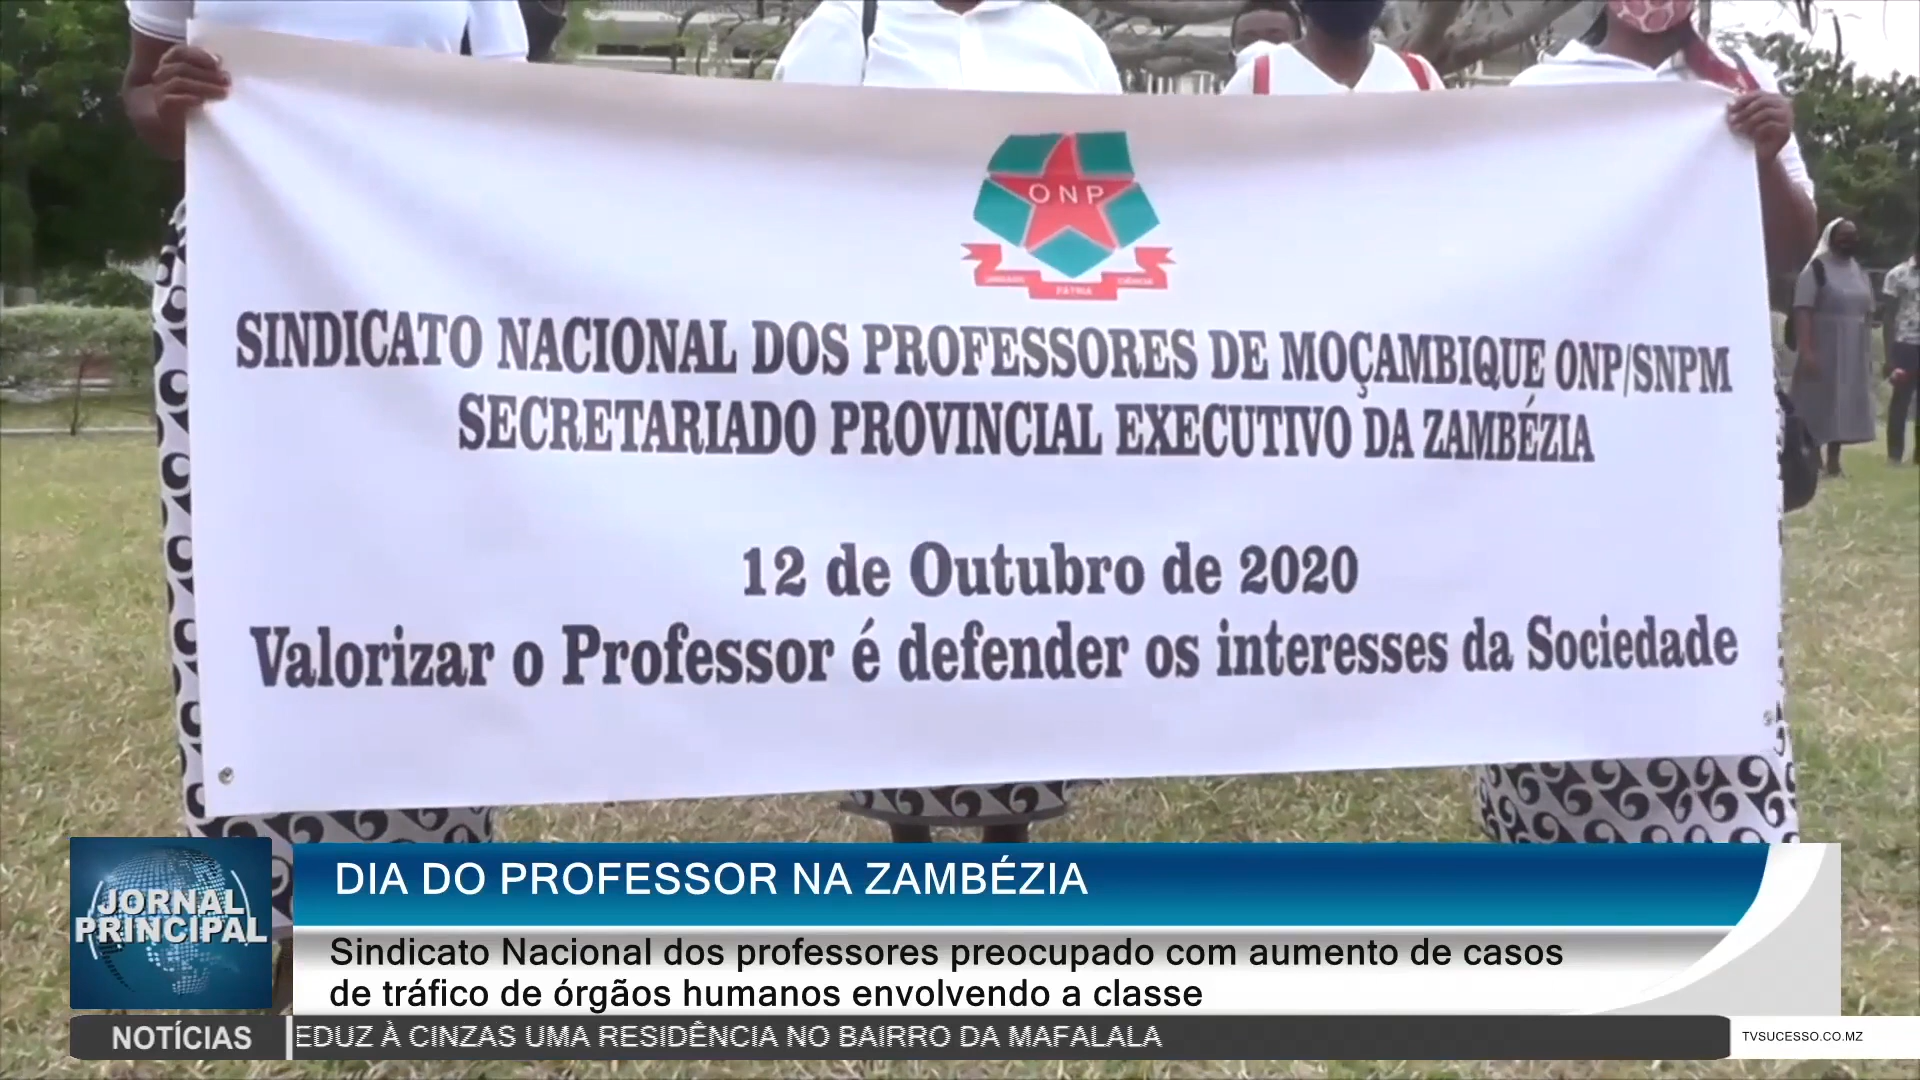 ONP
PÁTRIA
SINDICATO NACIONAL DOS PROFESSORES DE MOÇAMBIQUE ONP/SNPM
SECRETARIADO PROVINCIAL EXECUTIVO DA ZAMBÉZIA
12 de Outubro de 2020
Valorizar o Professor é defender os interesses da Sociedade
DIA DO PROFESSOR NA ZAMBÉZIA
JORNAL
PRINCIPAL
Sindicato Nacional dos professores preocupado com aumento de casos
de tráfico de órgãos humanos envolvendo a classe
NOTÍCIAS
EDUZ À CINZAS UMA RESIDÊNCIA NO BAIRRO DA MAFALALA
TVSUCESSO.CO.MZ